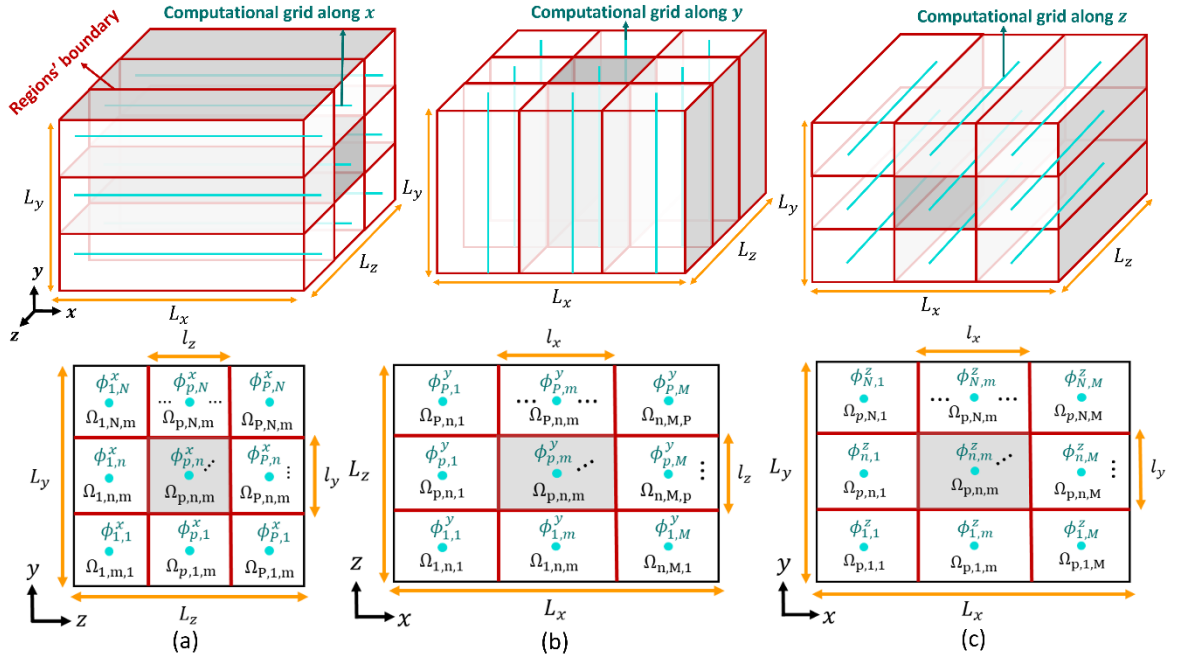 Computational grid along x
Regions' boundary
L_y
L_z
L_x
y
x
z
Computational grid along y
L_y
L_z
L_x
Computational grid along z
L_y
L_z
L_x
l_z
ϕ^x_{1,N} ϕ^x_{p,N} ϕ^x_{P,N}
... ...
Ω_{1,N,m} Ω_{p,N,m} Ω_{P,N,m}
L_y
l_y
ϕ^x_{1,n} ϕ^x_{p,n} ϕ^x_{P,n}
... ⋮
Ω_{1,n,m} Ω_{p,n,m} Ω_{P,n,m}
ϕ^x_{1,1} ϕ^x_{p,1} ϕ^x_{P,1}
Ω_{1,m,1} Ω_{p,1,m} Ω_{P,1,m}
y
z
L_z
(a)
l_x
ϕ^y_{P,1} ϕ^y_{P,m} ϕ^y_{P,M}
... ...
Ω_{P,n,1} Ω_{P,n,m} Ω_{n,M,P}
L_z
l_z
ϕ^y_{p,1} ϕ^y_{p,m} ϕ^y_{p,M}
... ⋮
Ω_{p,n,1} Ω_{p,n,m} Ω_{n,M,p}
ϕ^y_{1,1} ϕ^y_{1,m} ϕ^y_{1,M}
Ω_{1,n,1} Ω_{1,n,m} Ω_{n,M,1}
z
x
L_x
(b)
l_x
ϕ^z_{N,1} ϕ^z_{N,m} ϕ^z_{N,M}
... ...
Ω_{p,N,1} Ω_{p,N,m} Ω_{p,N,M}
L_y
l_y
ϕ^z_{n,1} ϕ^z_{n,m} ϕ^z_{n,M}
... ⋮
Ω_{p,n,1} Ω_{p,n,m} Ω_{p,n,M}
ϕ^z_{1,1} ϕ^z_{1,m} ϕ^z_{1,M}
Ω_{p,1,1} Ω_{p,1,m} Ω_{p,1,M}
y
x
L_x
(c)